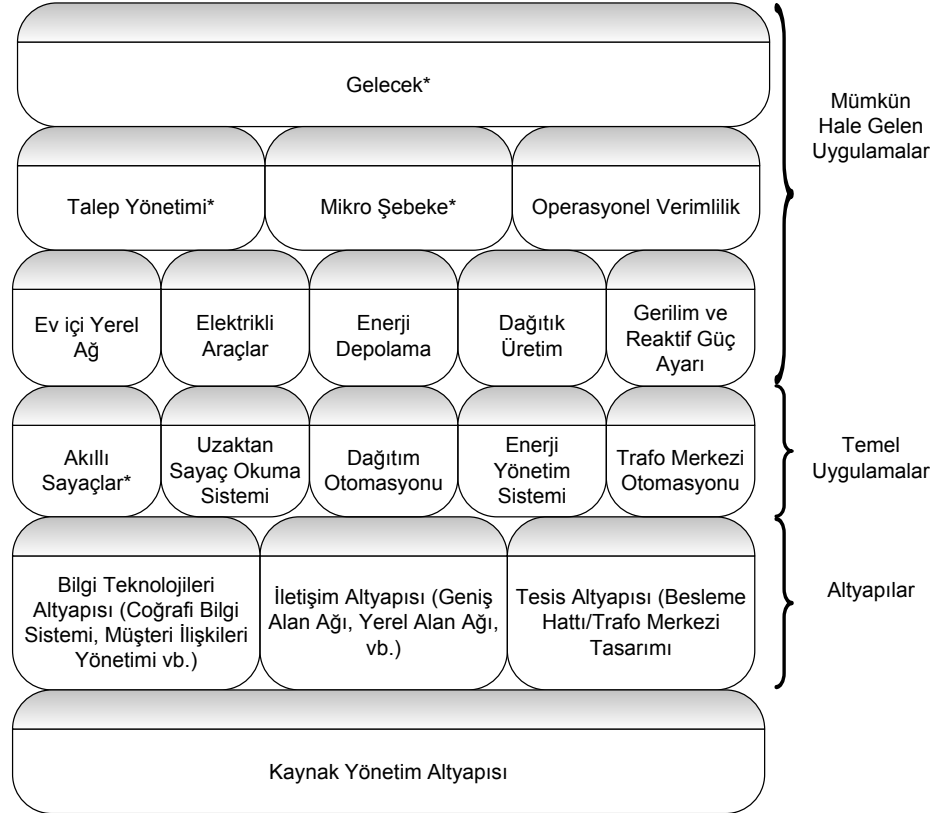 Gelecek*
Mümkün
Hale Gelen
Uygulamalar
Talep Yönetimi*
Mikro Şebeke*
Operasyonel Verimlilik
Ev içi Yerel
Ağ
Elektrikli
Araçlar
Enerji
Depolama
Dağıtık
Üretim
Gerilim ve
Reaktif Güç
Ayarı
Akıllı
Sayaçlar*
Uzaktan
Sayaç Okuma
Sistemi
Dağıtım
Otomasyonu
Enerji
Yönetim
Sistemi
Trafo Merkezi
Otomasyonu
Temel
Uygulamalar
Bilgi Teknolojileri
Altyapısı (Coğrafi Bilgi
Sistemi, Müşteri İlişkileri
Yönetimi vb.)
İletişim Altyapısı (Geniş
Alan Ağı, Yerel Alan Ağı,
vb.)
Tesis Altyapısı (Besleme
Hattı/Trafo Merkezi
Tasarımı
Altyapılar
Kaynak Yönetim Altyapısı